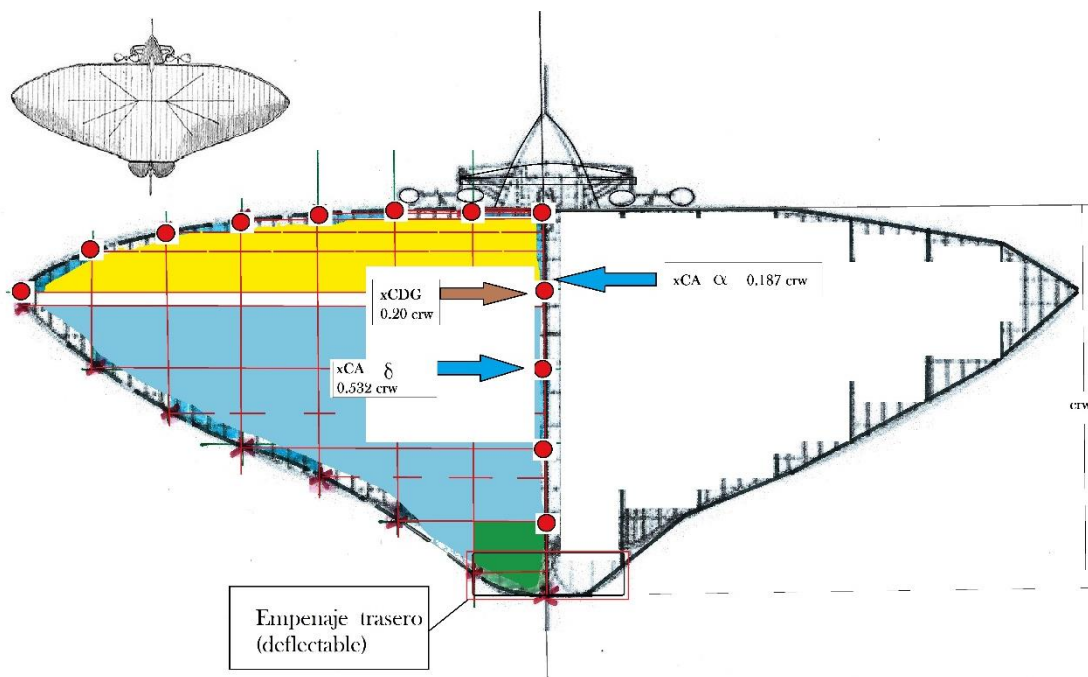 xCA α 0.187 crw
xCDG
0.20 crw
xCA δ
0.532 crw
crw
Empenaje trasero
(deflectable)